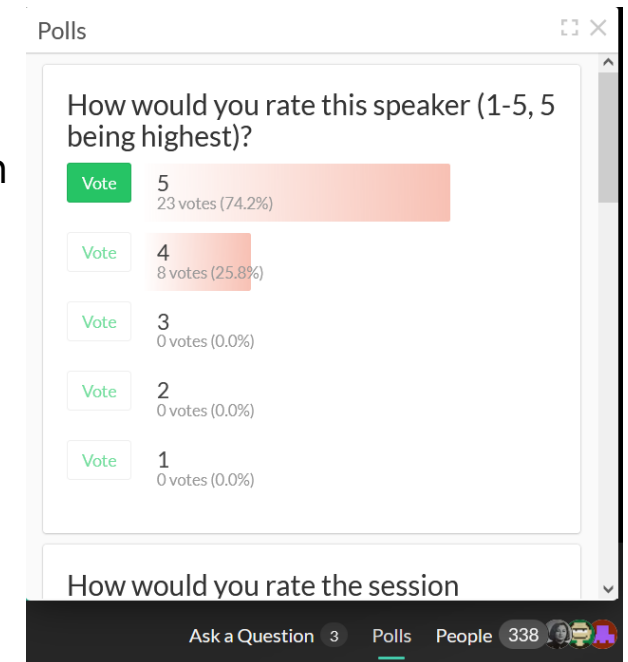 Polls
n
How would you rate this speaker (1-5, 5
being highest)?
Vote
5
23 votes (74.2%)
Vote
4
8 votes (25.8%)
Vote
3
0 votes (0.0%)
Vote
2
0 votes (0.0%)
Vote
1
0 votes (0.0%)
How would you rate the session
Ask a Question 3 Polls People 338